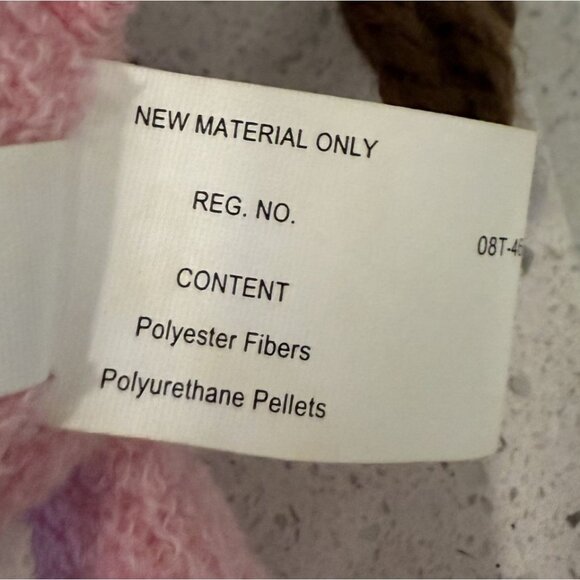 NEW MATERIAL ONLY
REG. NO.
08T-4
CONTENT
Polyester Fibers
Polyurethane Pellets